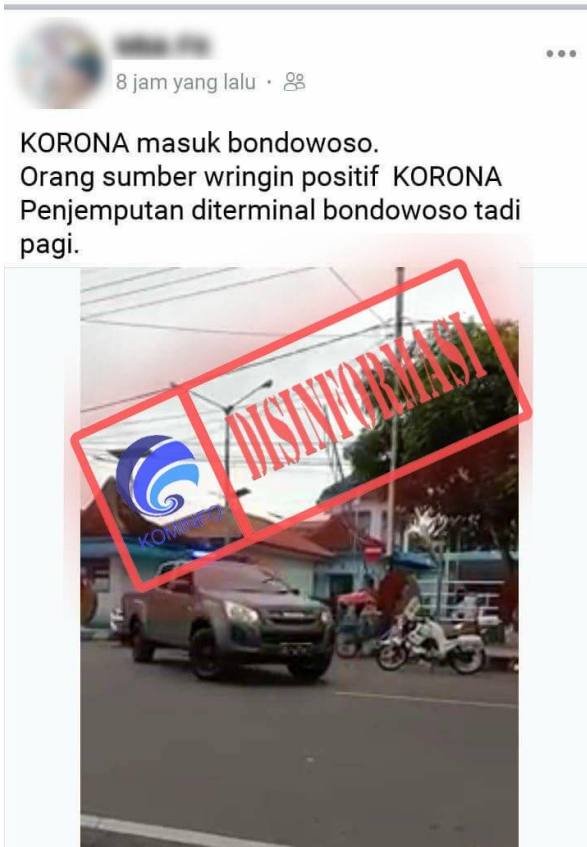 8 jam yang lalu
KORONA masuk bondowoso.
Orang sumber wringin positif KORONA
Penjemputan diterminal bondowoso tadi
pagi.
DISINFORMASI
KOMINFO